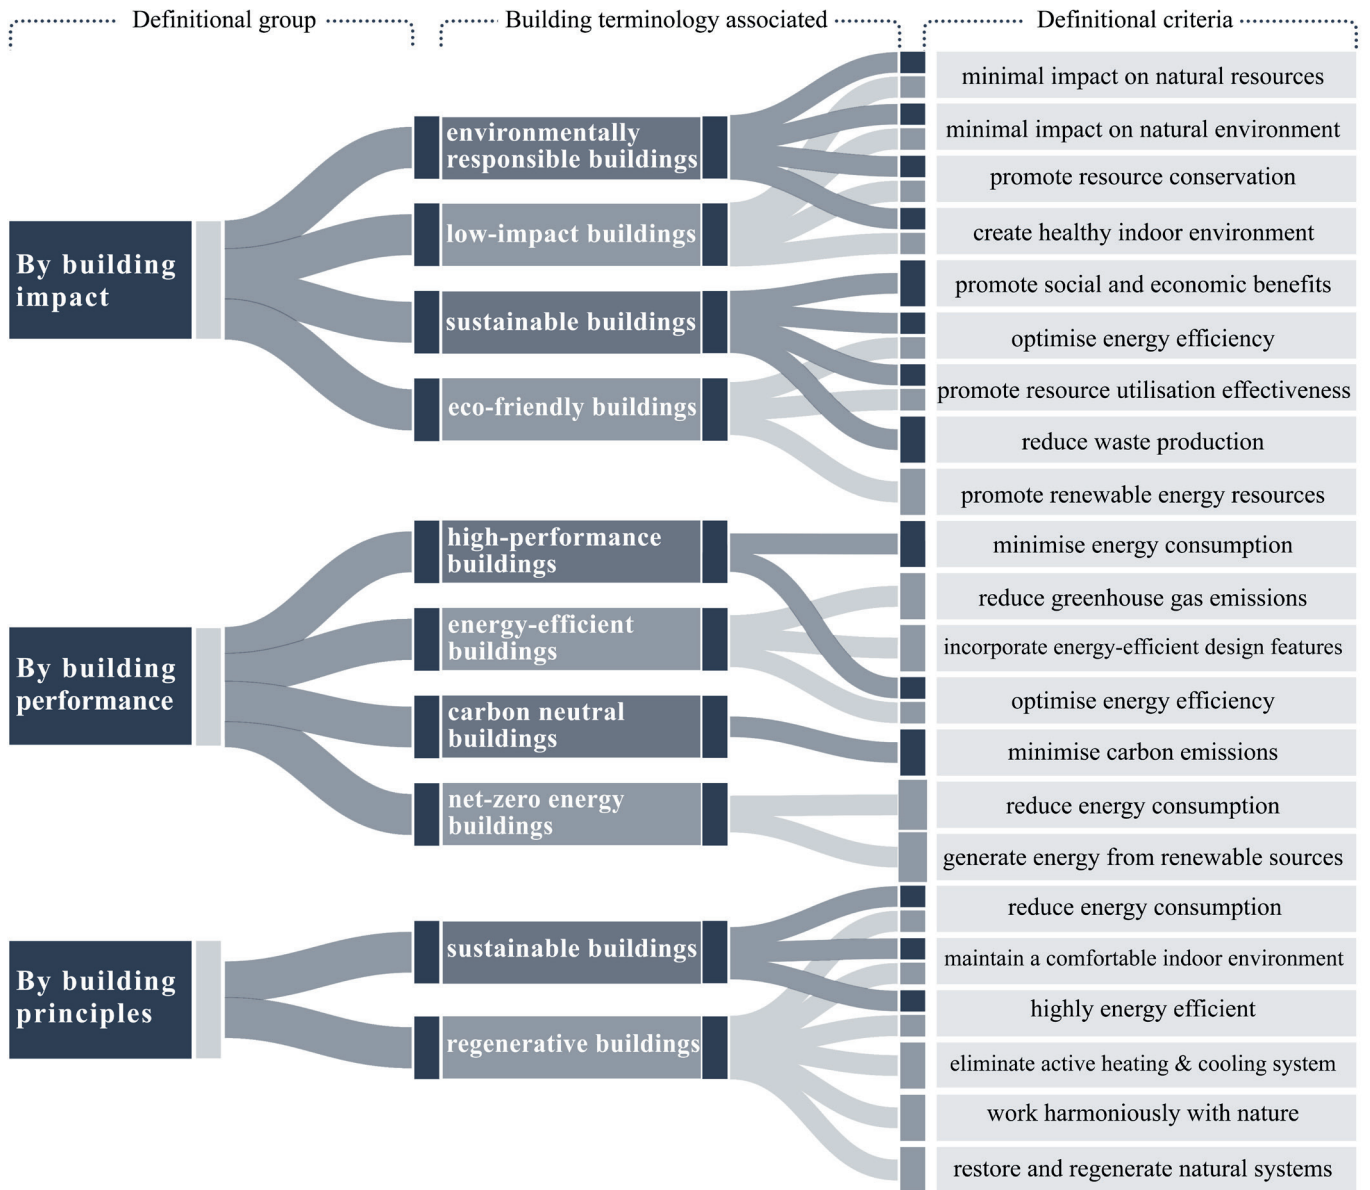 Definitional group
Building terminology associated
Definitional criteria
By building
impact
environmentally
responsible buildings
low-impact buildings
sustainable buildings
eco-friendly buildings
minimal impact on natural resources
minimal impact on natural environment
promote resource conservation
create healthy indoor environment
promote social and economic benefits
optimise energy efficiency
promote resource utilisation effectiveness
reduce waste production
promote renewable energy resources
By building
performance
high-performance
buildings
energy-efficient
buildings
carbon neutral
buildings
net-zero energy
buildings
minimise energy consumption
reduce greenhouse gas emissions
incorporate energy-efficient design features
optimise energy efficiency
minimise carbon emissions
reduce energy consumption
generate energy from renewable sources
By building
principles
sustainable buildings
regenerative buildings
reduce energy consumption
maintain a comfortable indoor environment
highly energy efficient
eliminate active heating & cooling system
work harmoniously with nature
restore and regenerate natural systems